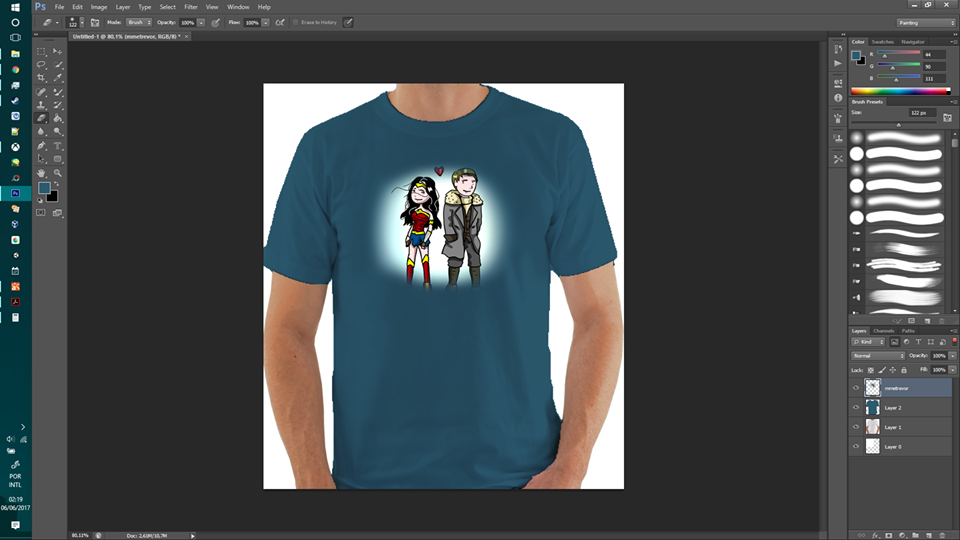 Ps File Edit Image Layer Type Select Filter View Window Help
122 Mode: Brush Opacity: 100% Flow: 100% Erase to History Painting
Untitled-1 @ 80,1% (mmetrevor, RGB/8) * ×
Color Swatches Navigator
R 44
G 90
B 111
Brush Presets
Size: 122 px
Layers Channels Paths
Kind
Normal Opacity: 100%
Lock: Fill: 100%
mmetrevor
Layer 2
Layer 1
Layer 0
Ps
POR
INTL
02:19
06/06/2017
80,11% Doc: 2,61M/10,7M